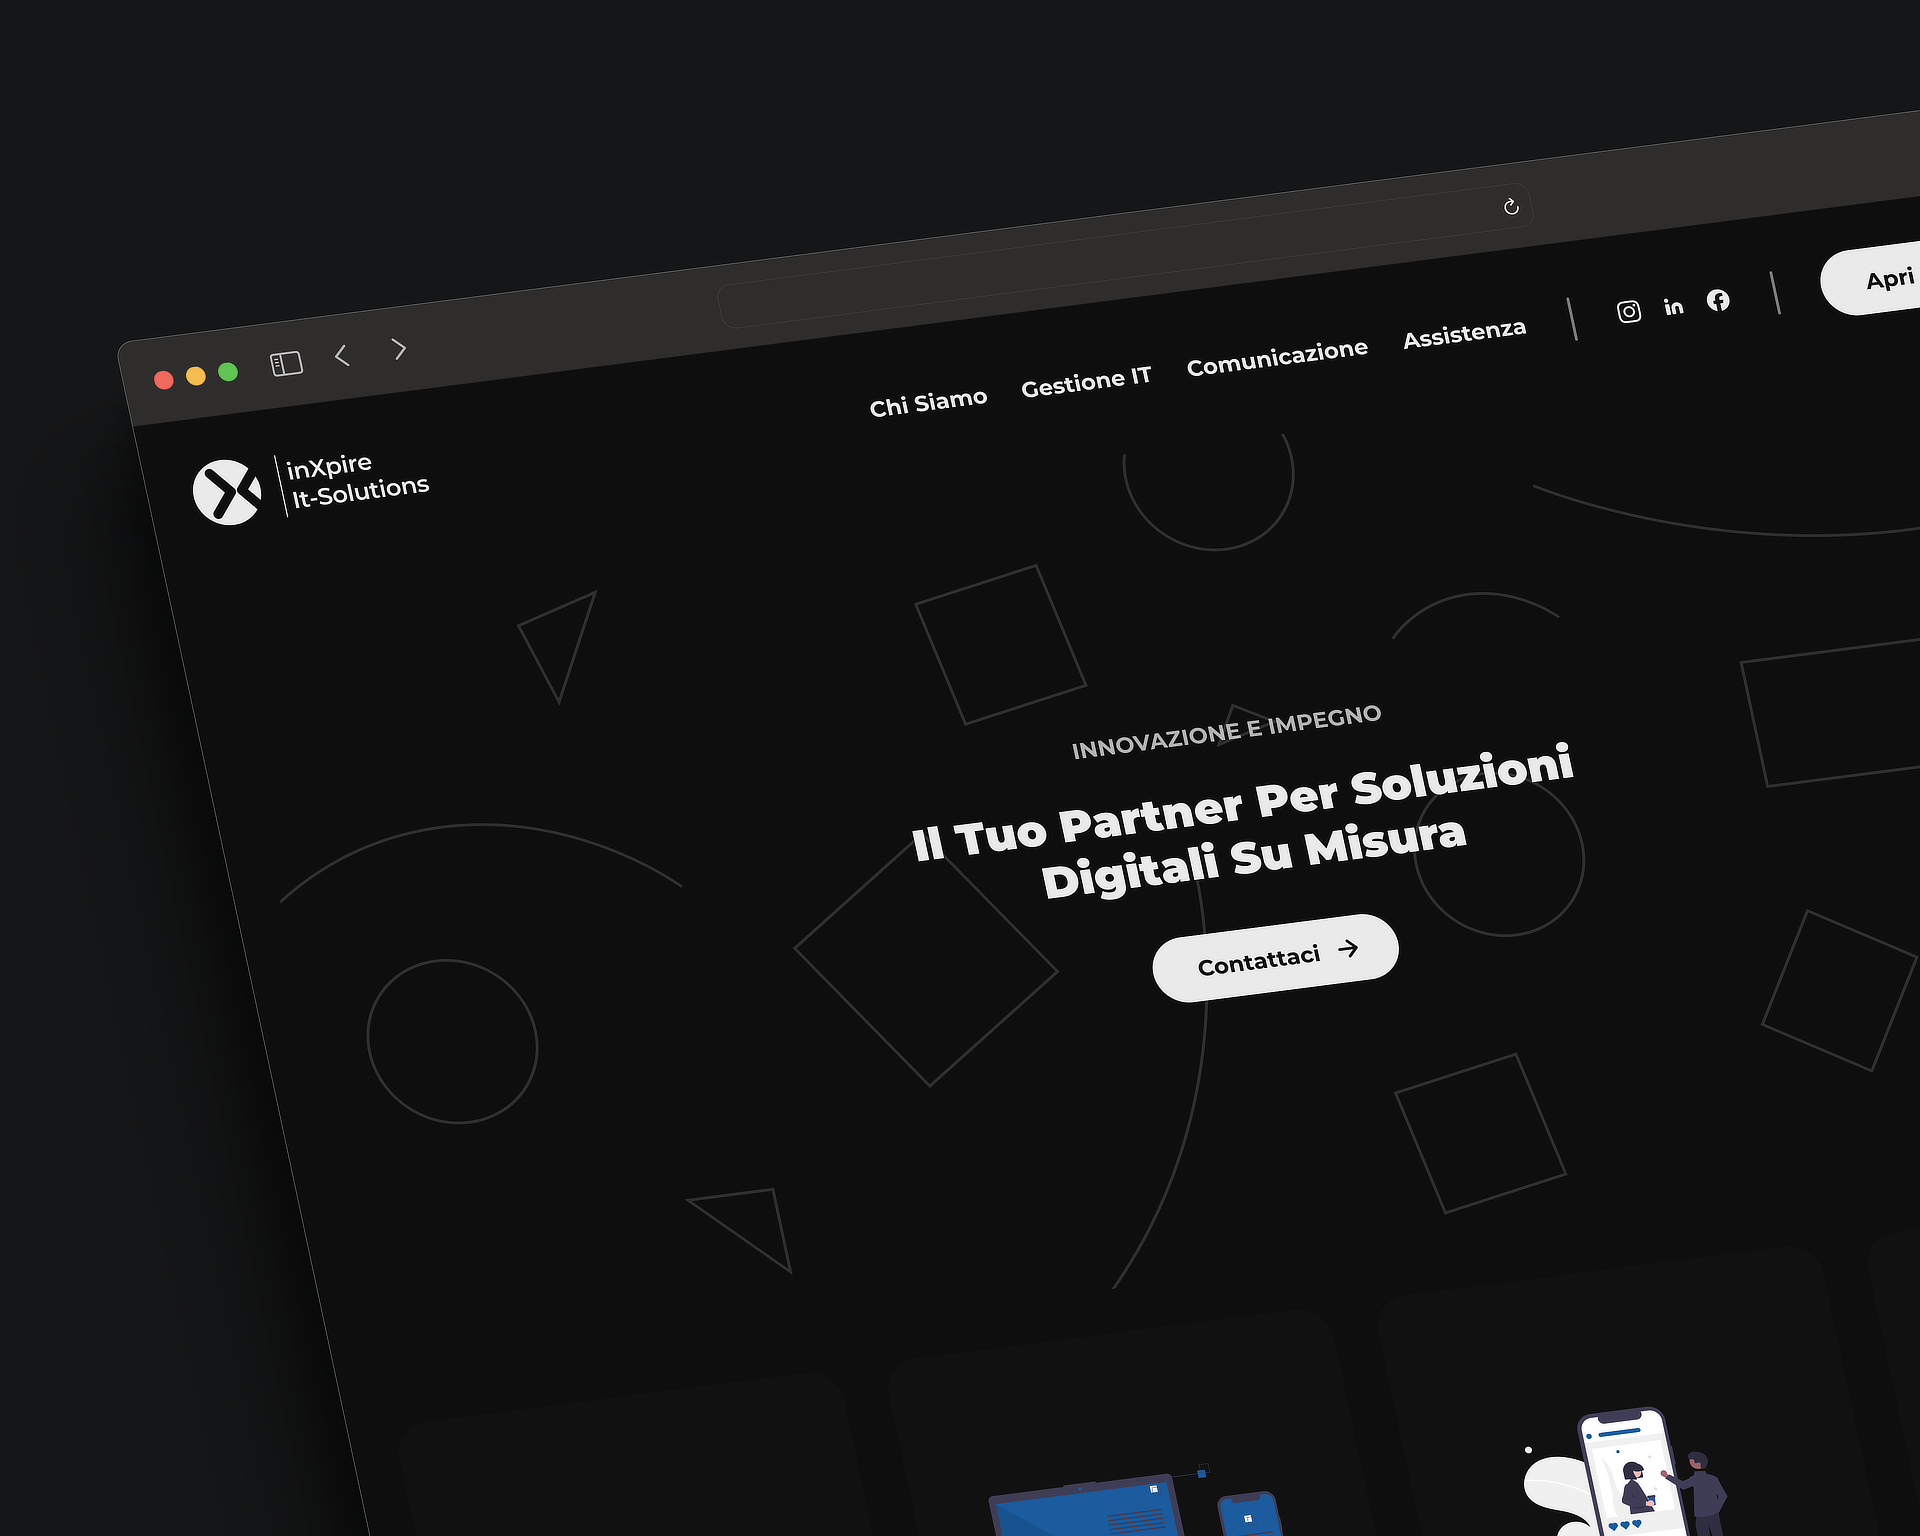 inXpire
It-Solutions
Chi Siamo
Gestione IT
Comunicazione
Assistenza
Apri
INNOVAZIONE E IMPEGNO
Il Tuo Partner Per Soluzioni
Digitali Su Misura
Contattaci